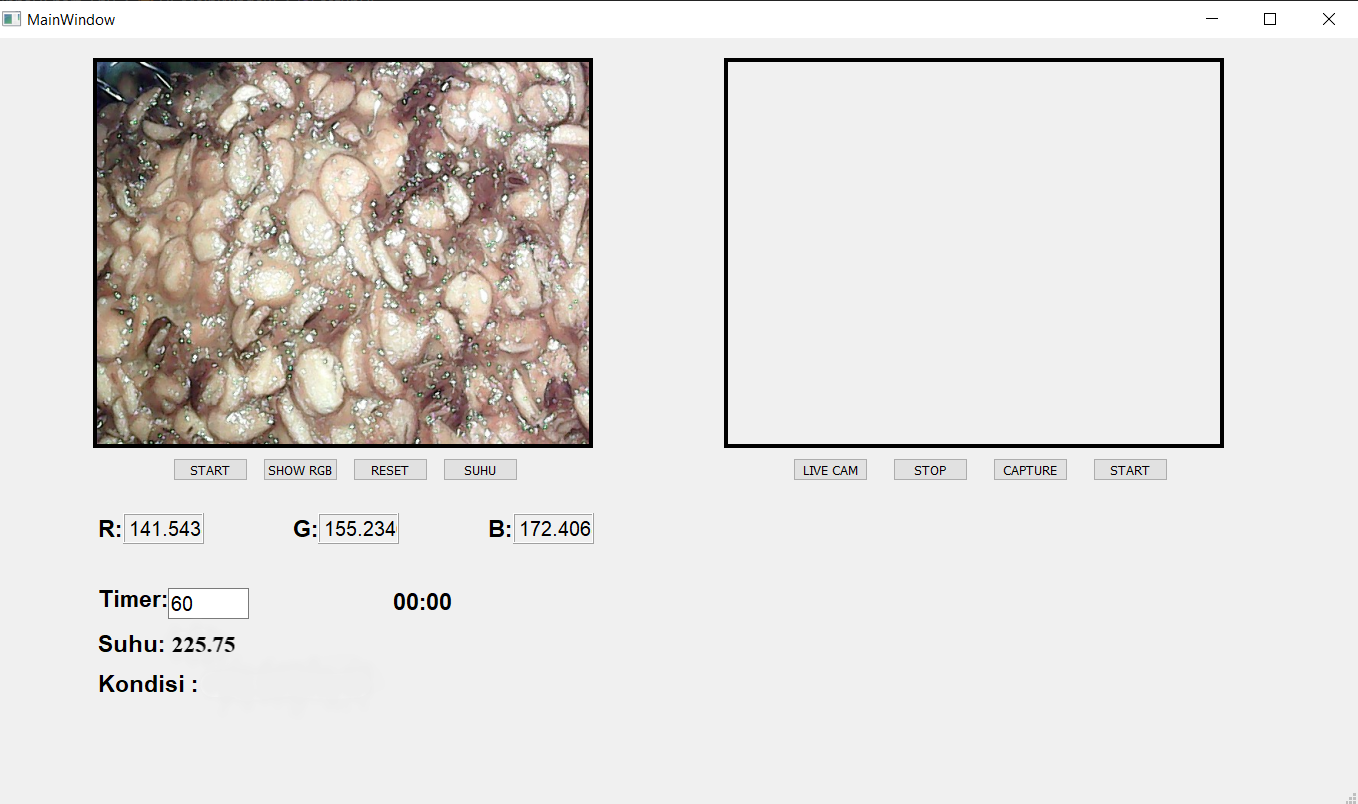 MainWindow
START SHOW RGB RESET SUHU
LIVE CAM STOP CAPTURE START
R: 141.543 G: 155.234 B: 172.406
Timer: 60 00:00
Suhu: 225.75
Kondisi :